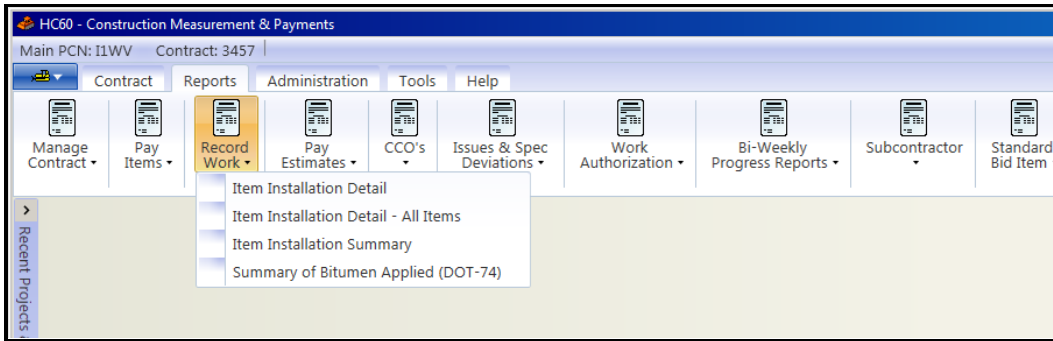 HC60 - Construction Measurement & Payments
Main PCN: I1WV Contract: 3457
Contract Reports Administration Tools Help
Manage Contract
Pay Items
Record Work
Pay Estimates
CCO's
Issues & Spec Deviations
Work Authorization
Bi-Weekly Progress Reports
Subcontractor
Standard Bid Item
Item Installation Detail
Item Installation Detail - All Items
Item Installation Summary
Summary of Bitumen Applied (DOT-74)
Recent Projects